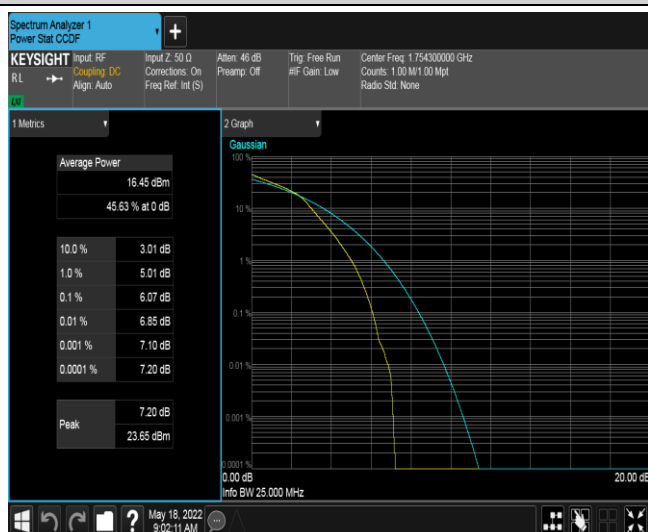 Spectrum Analyzer 1
Power Stat CCDF
KEYSIGHT
RL
Input: RF
Coupling: DC
Align: Auto
Input Z: 50 Ω
Corrections: On
Freq Ref: Int (S)
Atten: 46 dB
Preamp: Off
Trig: Free Run
#IF Gain: Low
Center Freq: 1.754300000 GHz
Counts: 1.00 M/1.00 Mpt
Radio Std: None
1 Metrics
Average Power
16.45 dBm
45.63 % at 0 dB
10.0 % 3.01 dB
1.0 % 5.01 dB
0.1 % 6.07 dB
0.01 % 6.85 dB
0.001 % 7.10 dB
0.0001 % 7.20 dB
Peak
7.20 dB
23.65 dBm
2 Graph
Gaussian
100 %
10 %
1 %
0.1 %
0.01 %
0.001 %
0.0001 %
0.00 dB 20.00 dB
Info BW 25.000 MHz
May 18, 2022
9:02:11 AM